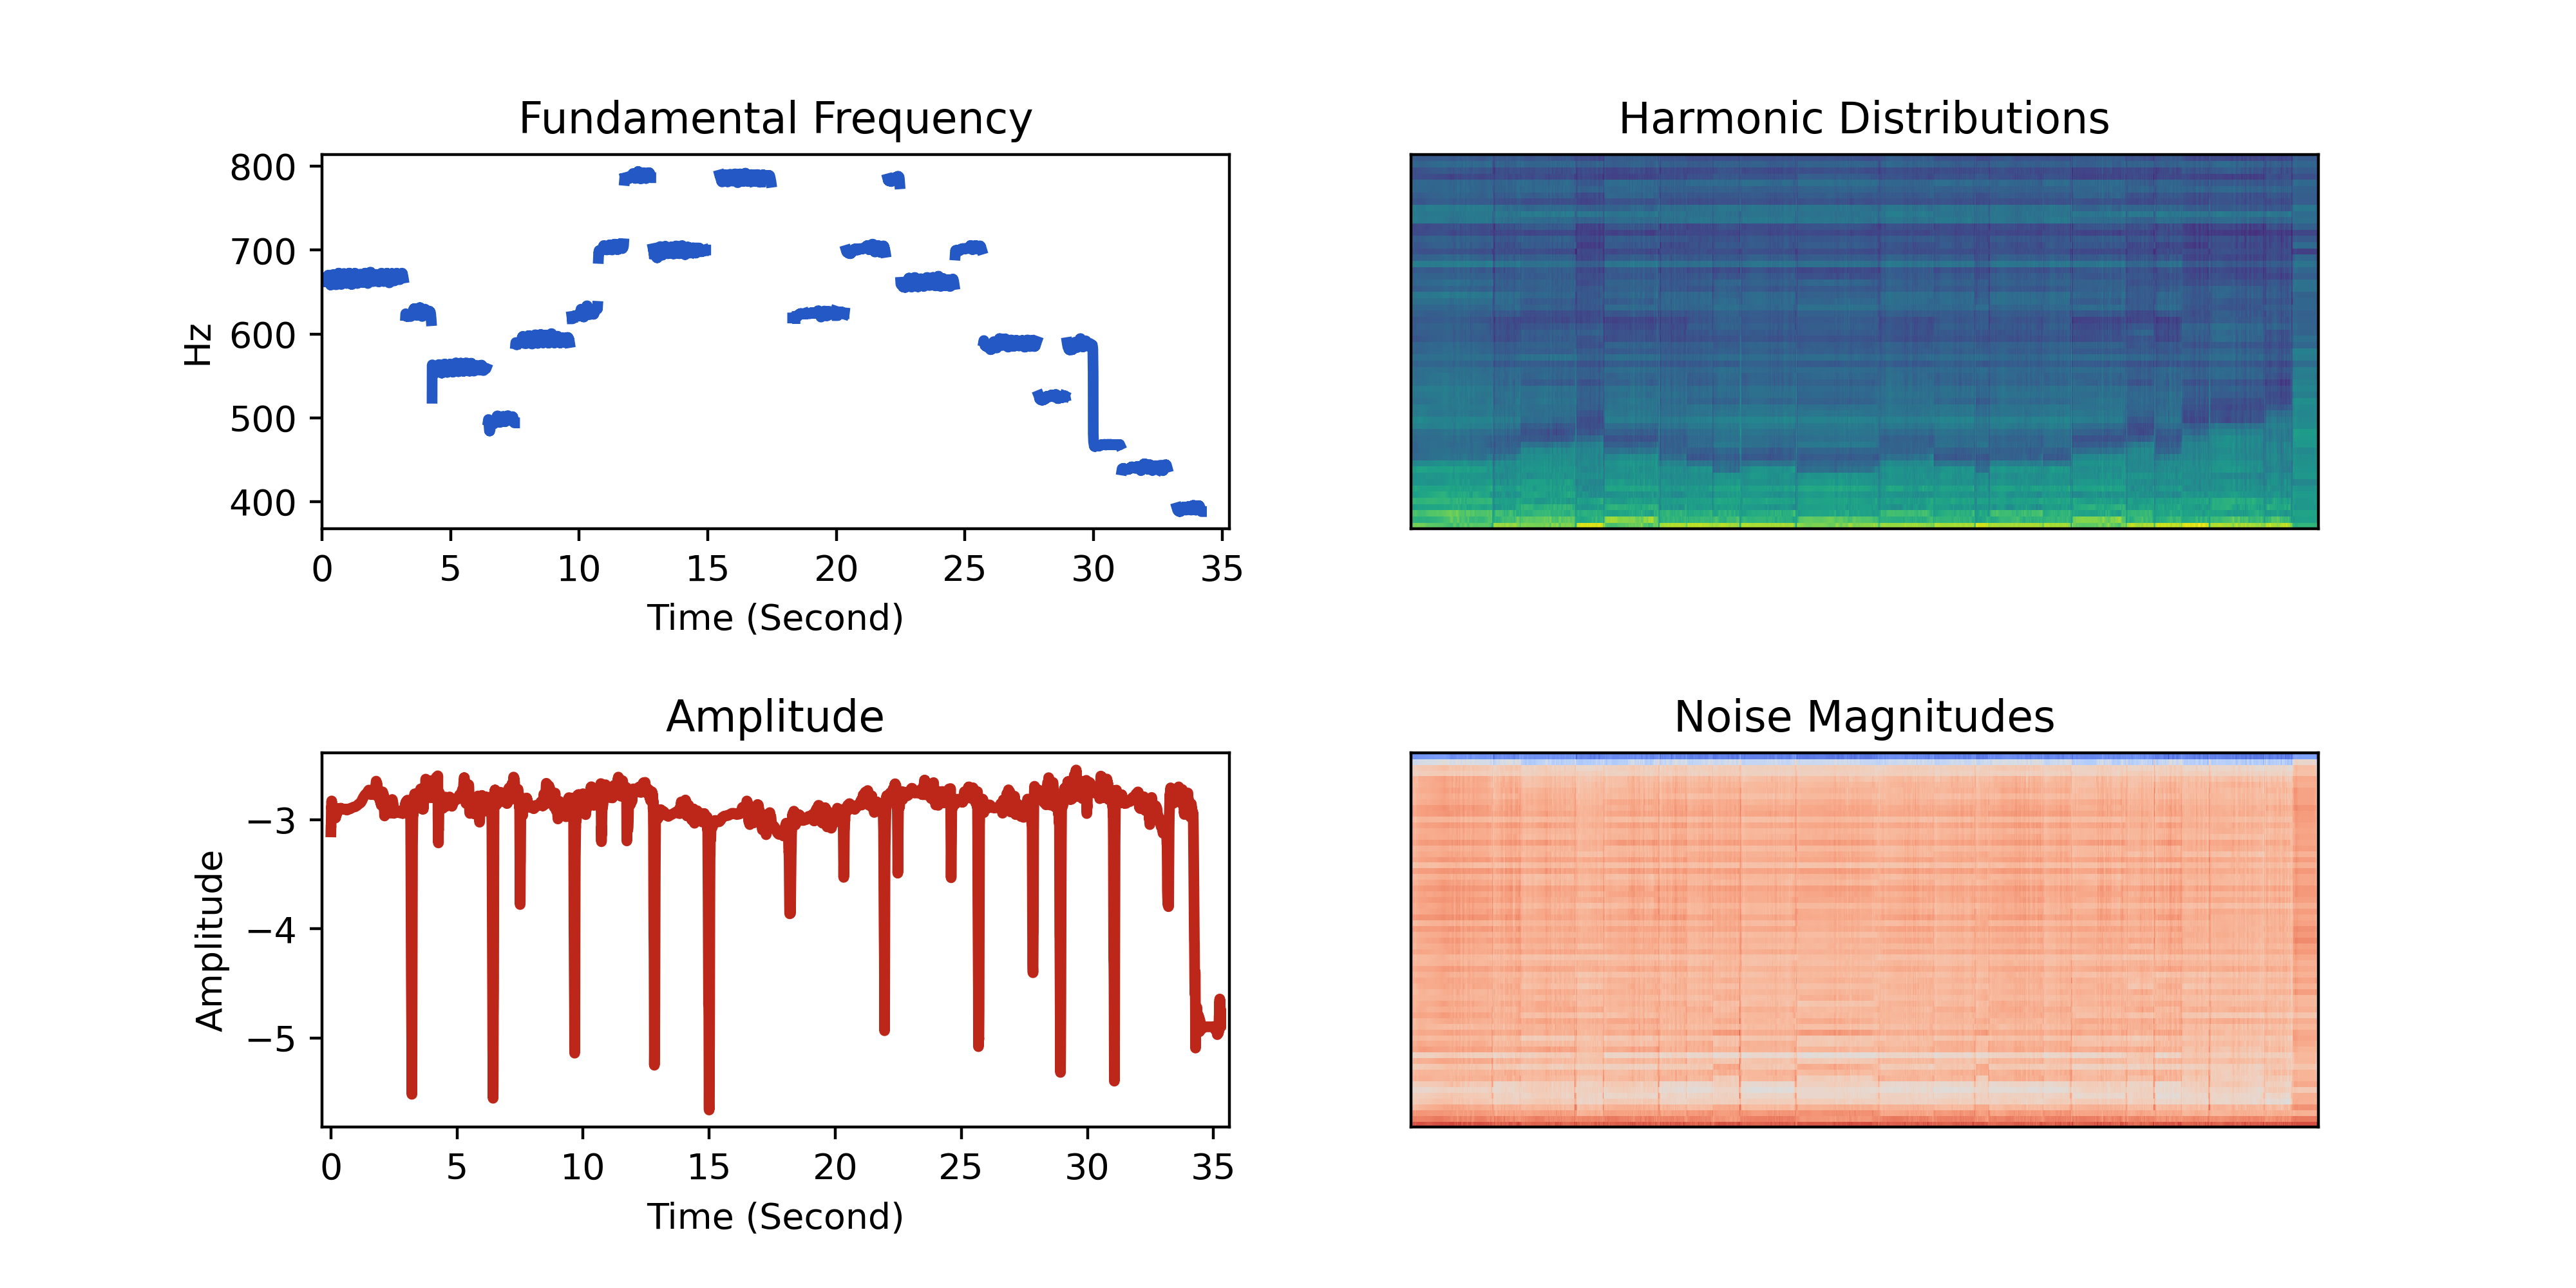 Fundamental Frequency
800
700
600
500
400
Hz
0 5 10 15 20 25 30 35
Time (Second)
Harmonic Distributions
Amplitude
−3
−4
−5
Amplitude
0 5 10 15 20 25 30 35
Time (Second)
Noise Magnitudes